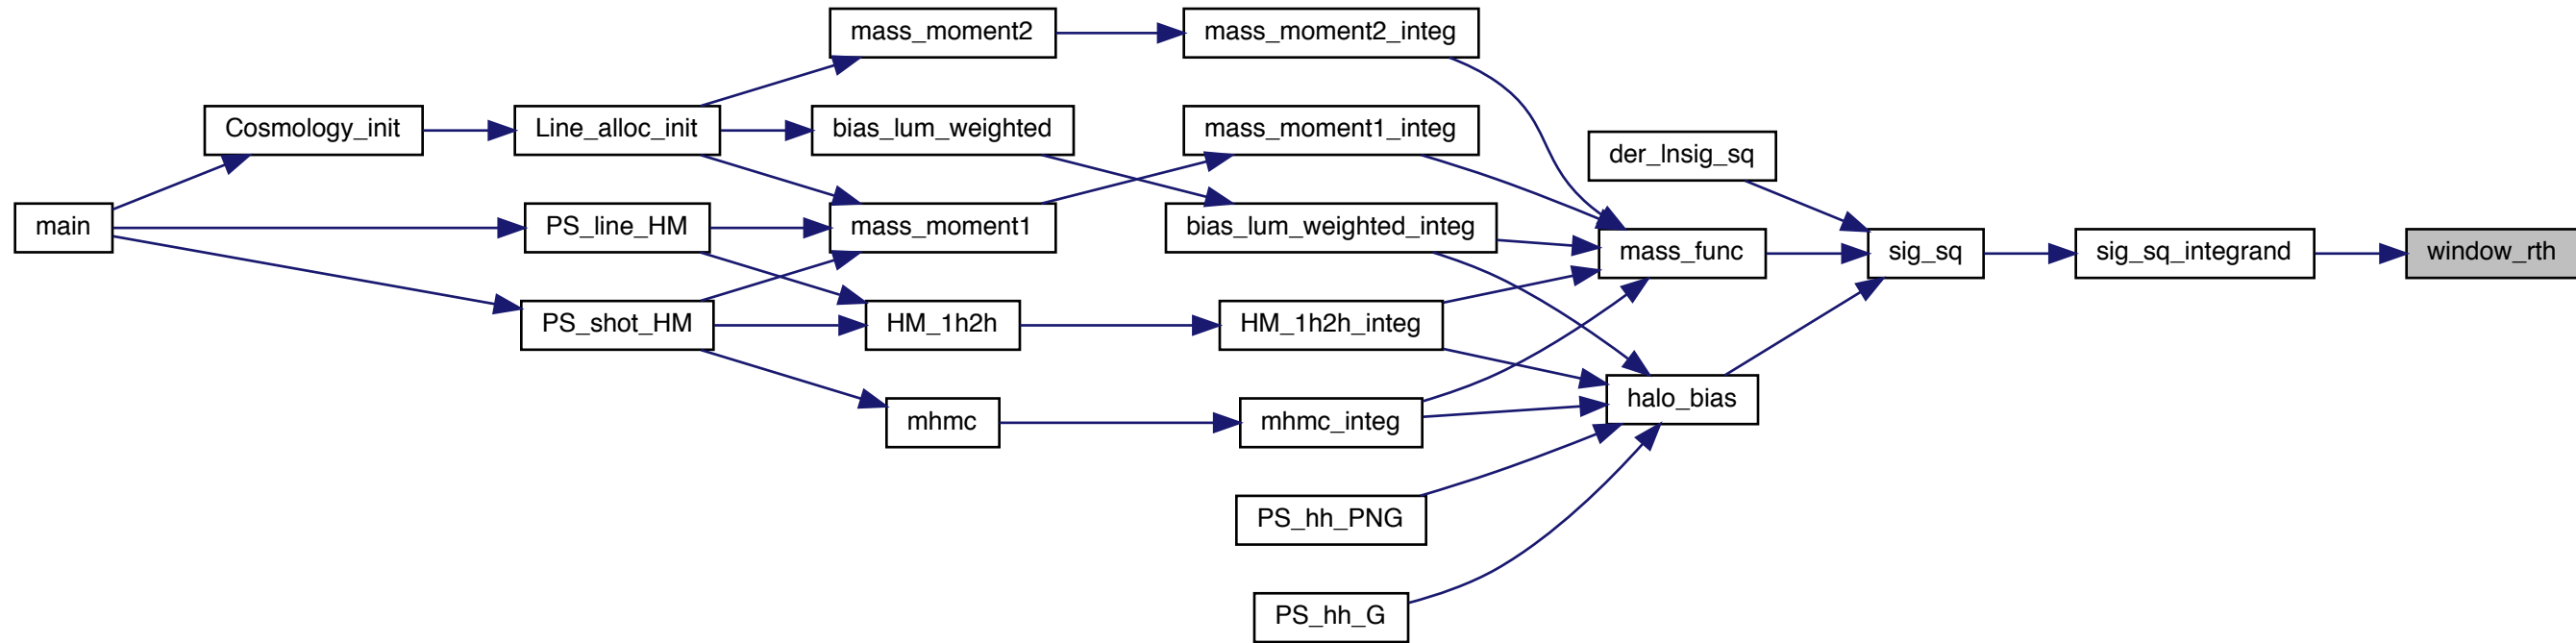 mass_moment2
mass_moment2_integ
Cosmology_init
Line_alloc_init
bias_lum_weighted
mass_moment1_integ
der_lnsig_sq
main
PS_line_HM
mass_moment1
bias_lum_weighted_integ
mass_func
sig_sq
sig_sq_integrand
window_rth
PS_shot_HM
HM_1h2h
HM_1h2h_integ
mhmc
mhmc_integ
halo_bias
PS_hh_PNG
PS_hh_G